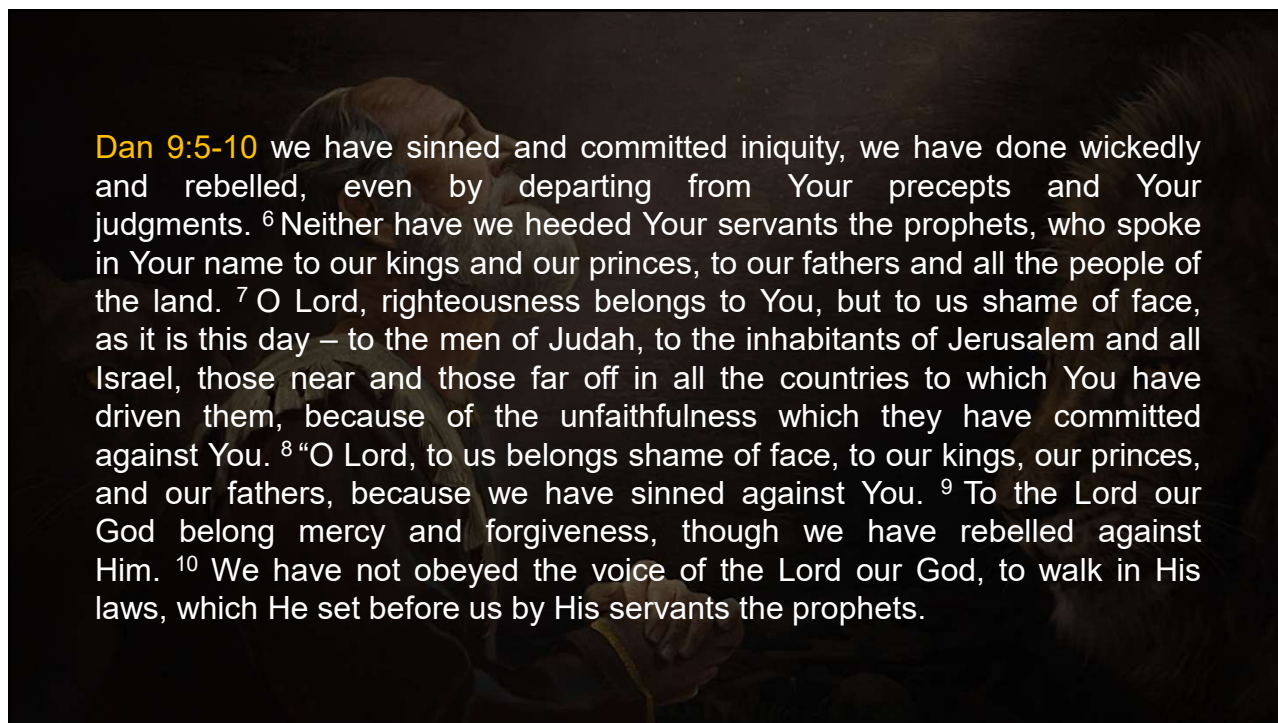 Dan 9:5-10 we have sinned and committed iniquity, we have done wickedly
and rebelled, even by departing from Your precepts and Your
judgments. 6 Neither have we heeded Your servants the prophets, who spoke
in Your name to our kings and our princes, to our fathers and all the people of
the land. 7 O Lord, righteousness belongs to You, but to us shame of face,
as it is this day – to the men of Judah, to the inhabitants of Jerusalem and all
Israel, those near and those far off in all the countries to which You have
driven them, because of the unfaithfulness which they have committed
against You. 8 “O Lord, to us belongs shame of face, to our kings, our princes,
and our fathers, because we have sinned against You. 9 To the Lord our
God belong mercy and forgiveness, though we have rebelled against
Him. 10 We have not obeyed the voice of the Lord our God, to walk in His
laws, which He set before us by His servants the prophets.